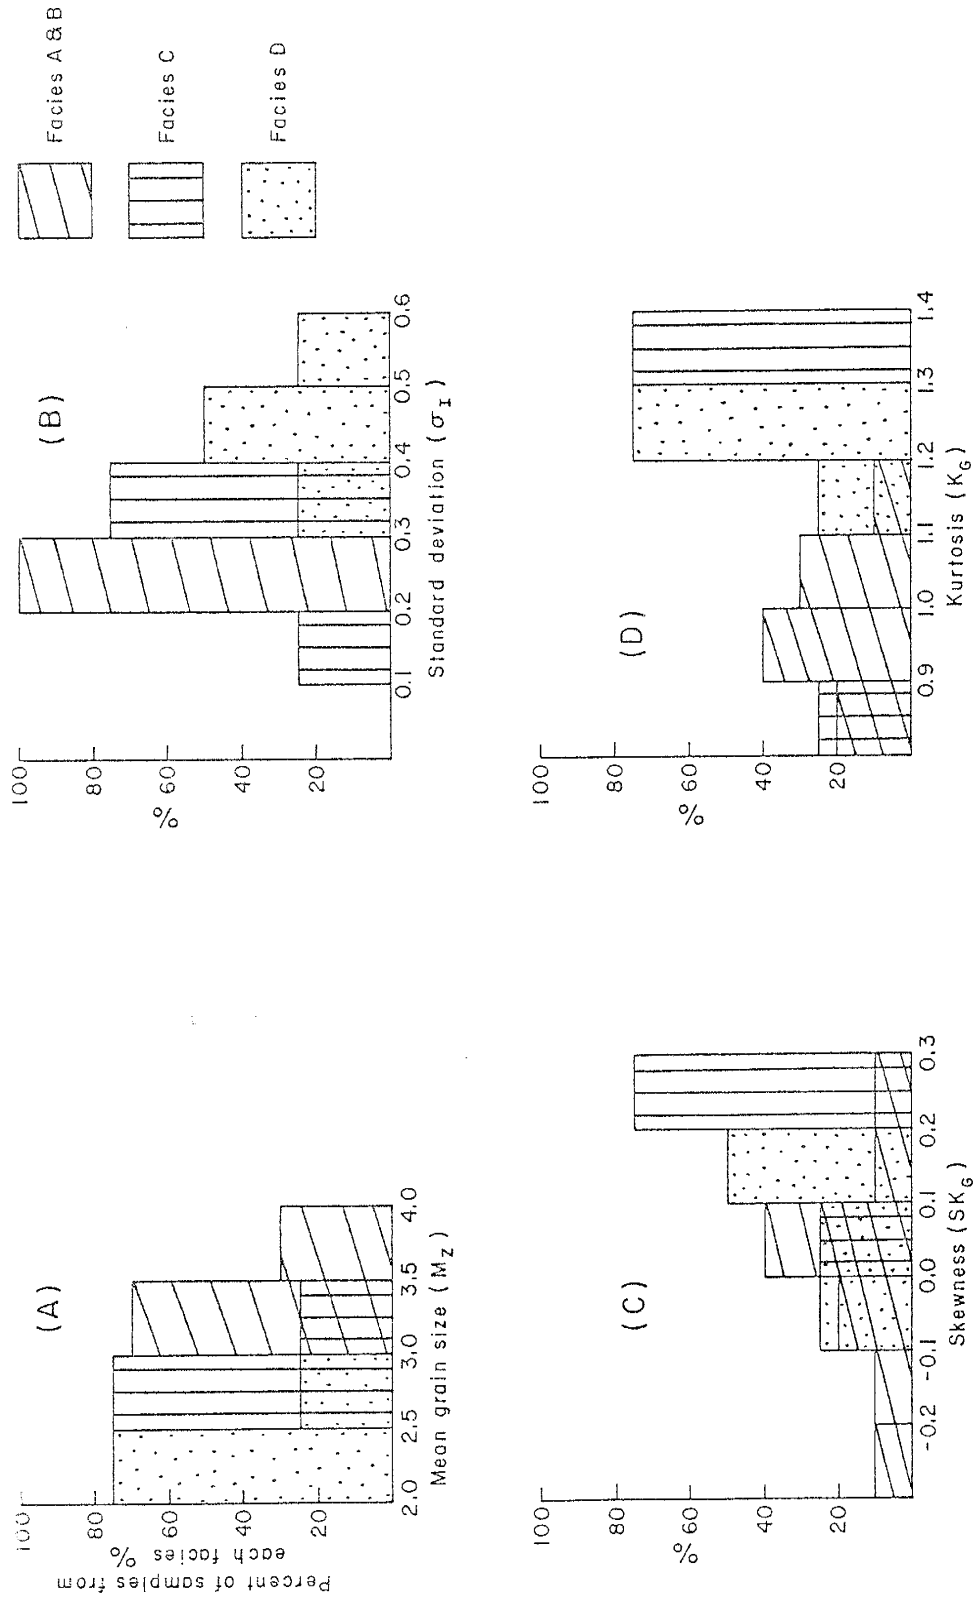 (A)
Percent of samples from
each facies %
100
80
60
40
20
2.0 2.5 3.0 3.5 4.0
Mean grain size (MZ)
(B)
%
100
80
60
40
20
0.1 0.2 0.3 0.4 0.5 0.6
Standard deviation (σI)
Facies A & B
Facies C
Facies D
(C)
%
100
80
60
40
20
-0.2 -0.1 0.0 0.1 0.2 0.3
Skewness (SKG)
(D)
%
100
80
60
40
20
0.9 1.0 1.1 1.2 1.3 1.4
Kurtosis (KG)